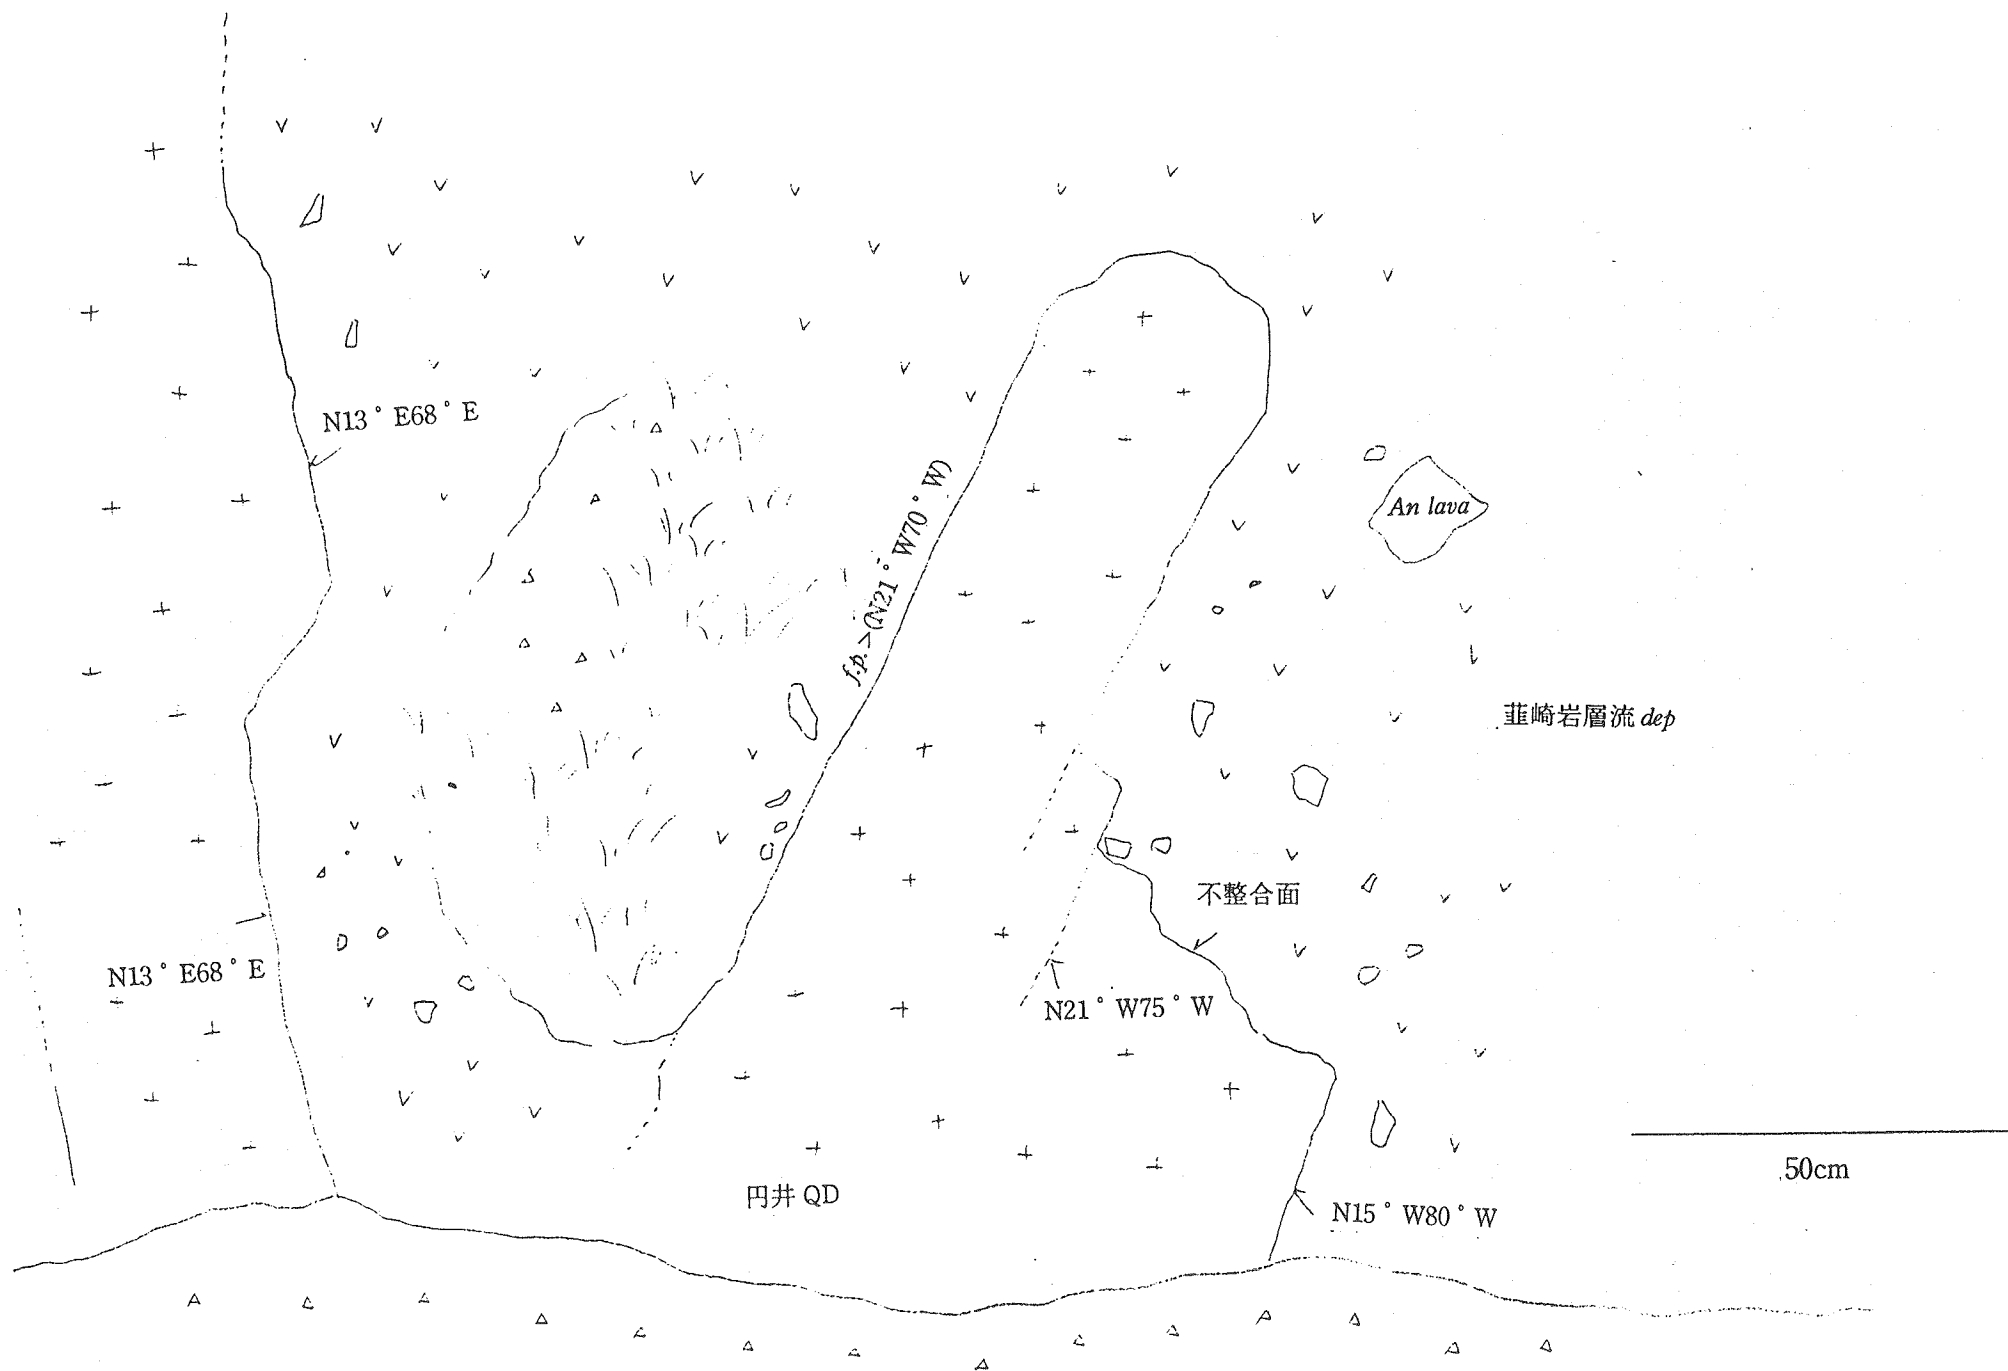 N13° E68° E
An lava
f.p.>(N21° W70° W)
韮崎岩層流 dep
不整合面
N13° E68° E
N21° W75° W
50cm
円井 QD
N15° W80° W